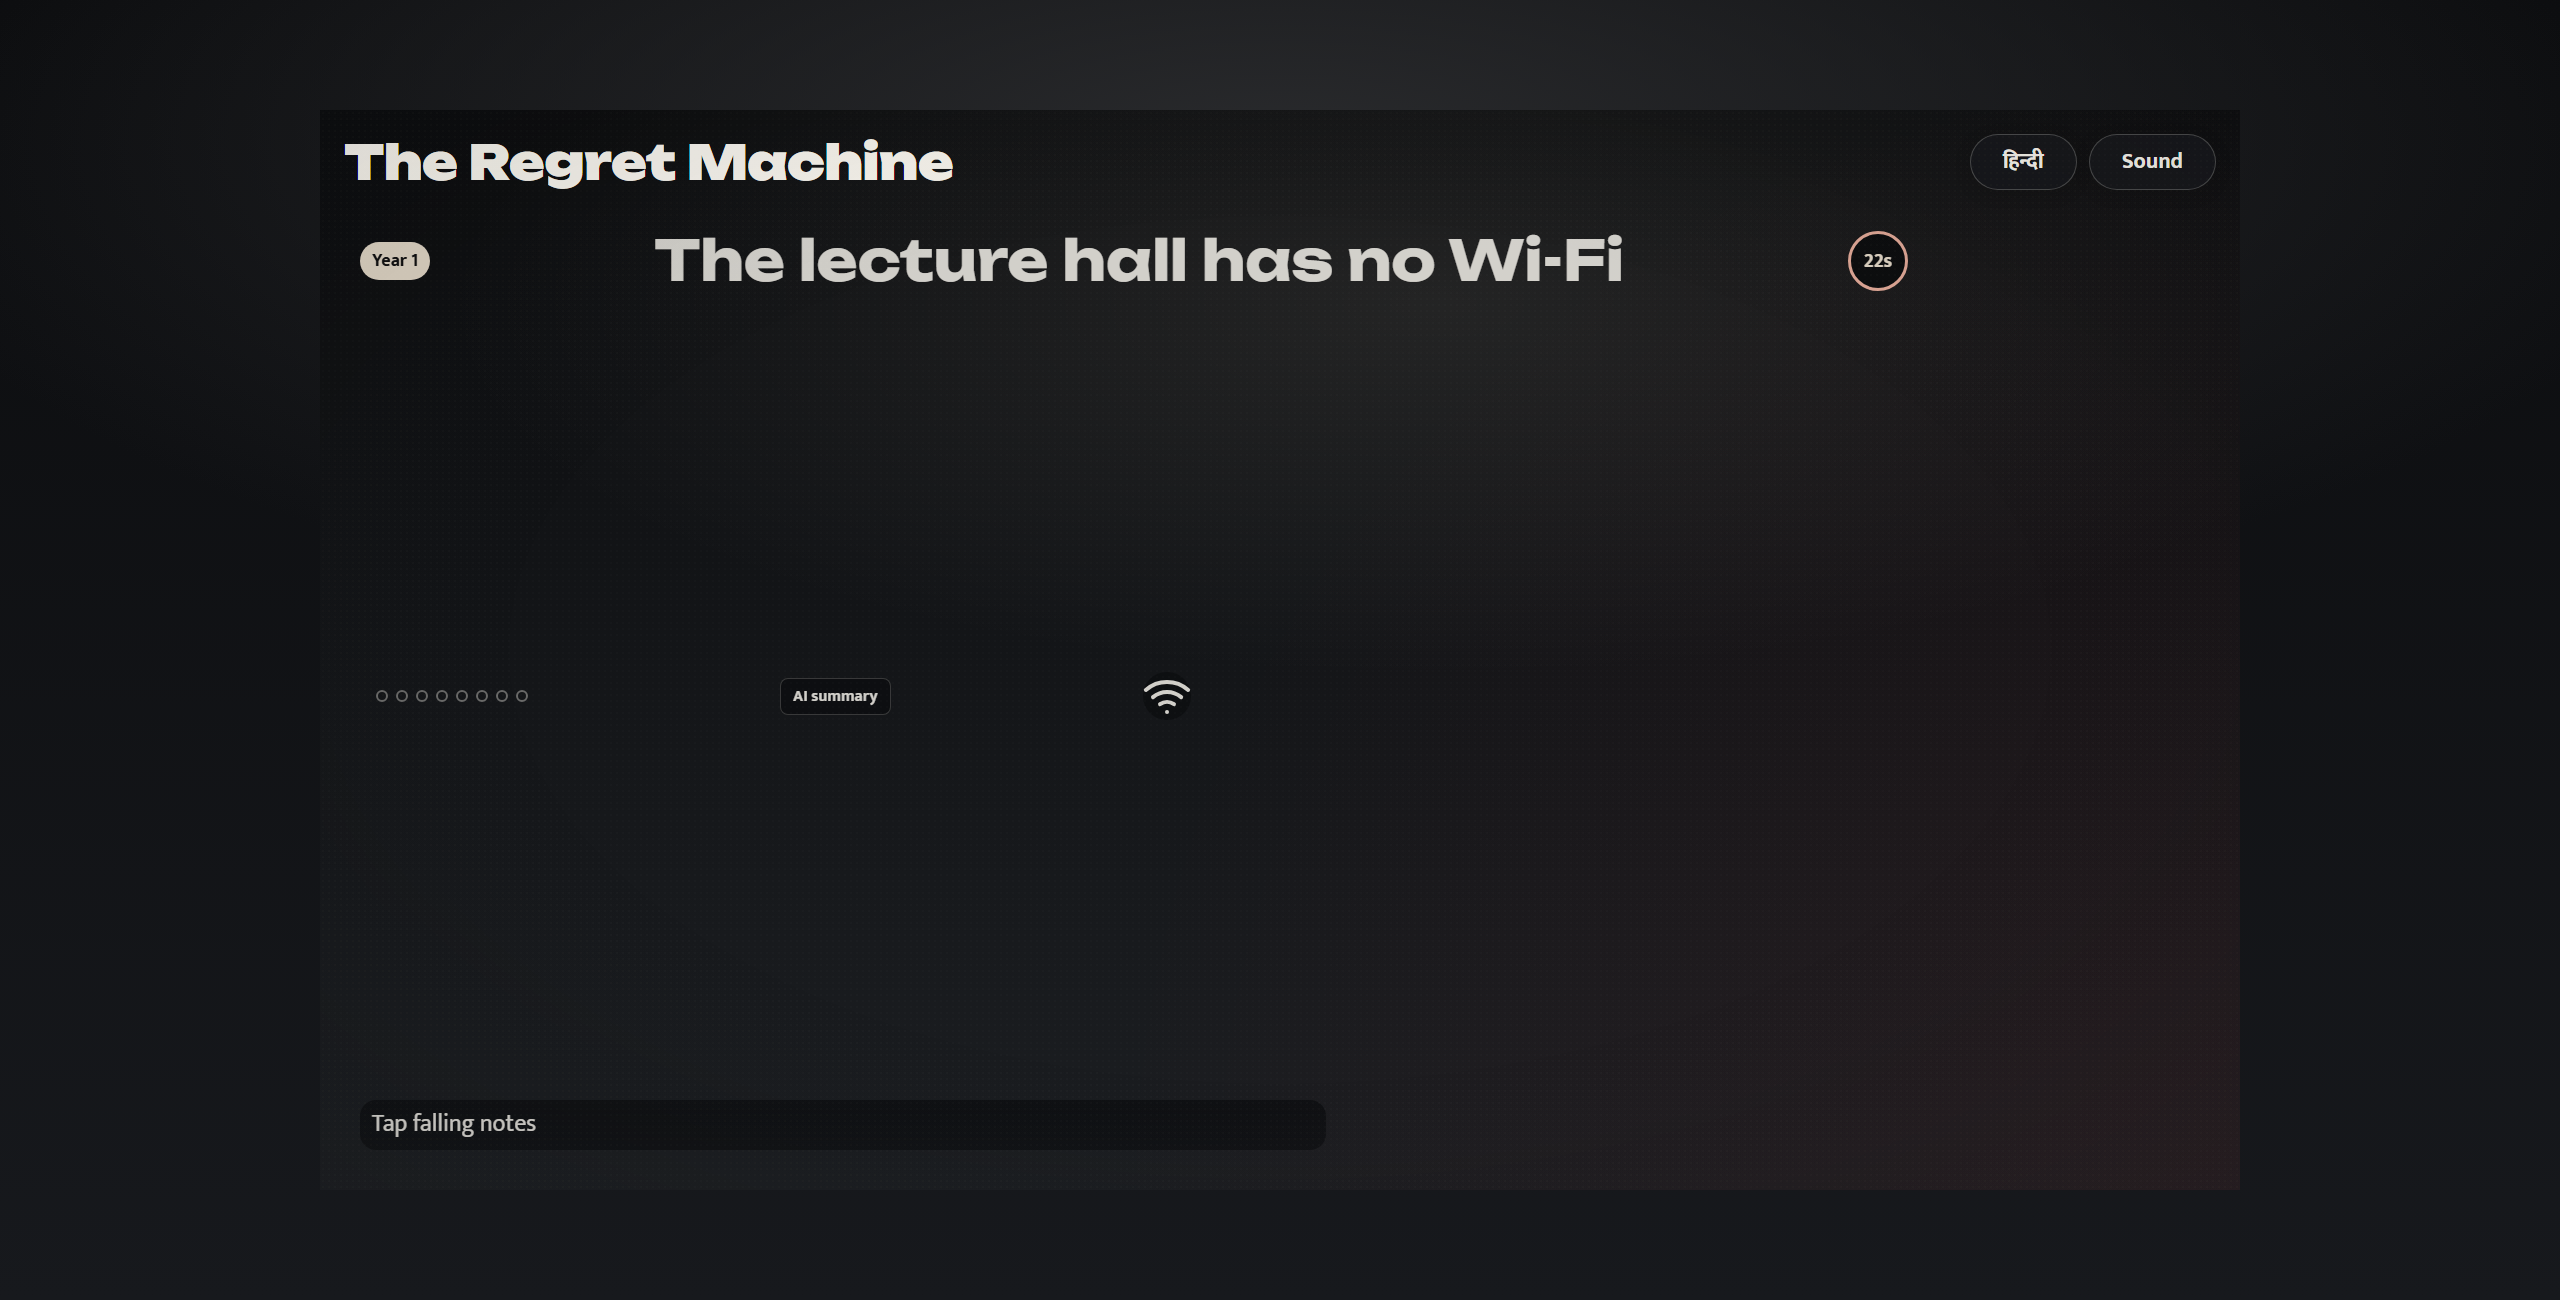 The Regret Machine
हिन्दी
Sound
Year 1
The lecture hall has no Wi-Fi
22s
AI summary
Tap falling notes